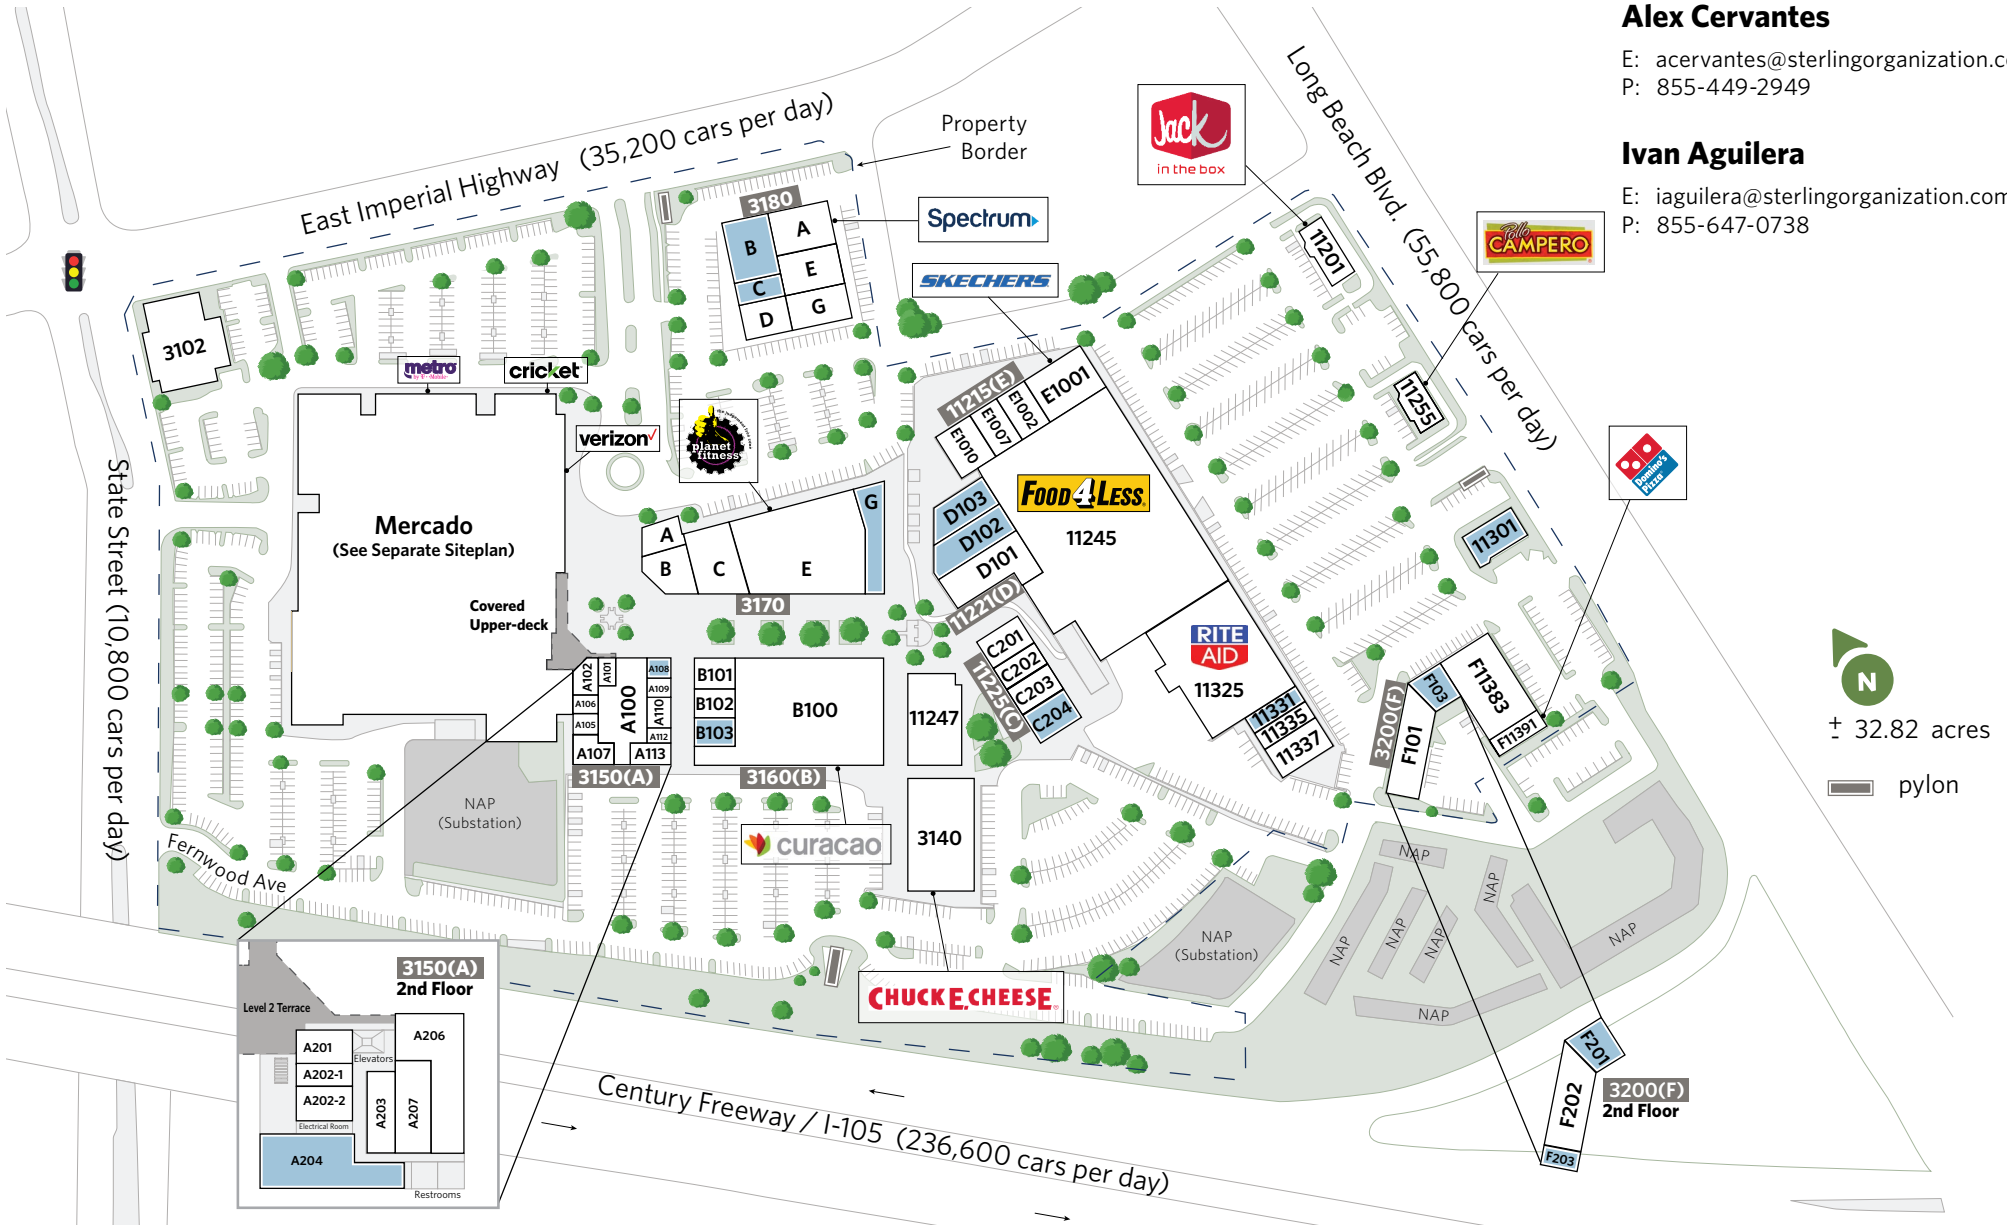 Alex Cervantes
E: acervantes@sterlingorganization.co
P: 855-449-2949
Ivan Aguilera
E: iaguilera@sterlingorganization.com
P: 855-647-0738
East Imperial Highway (35,200 cars per day)
Property
Border
Long Beach Blvd. (55,800 cars per day)
State Street (10,800 cars per day)
Fernwood Ave
Century Freeway / I-105 (236,600 cars per day)
Jack
in the box
Pollo
CAMPERO
Spectrum
SKECHERS
metro
by T-Mobile
cricket
verizon
planet
fitness
Domino's
Pizza
3180
B
A
C
E
D
G
3102
11201
11255
11301
Mercado
(See Separate Siteplan)
Covered
Upper-deck
A
B
C
E
G
3170
11215(E)
E1010
E1007
E1002
E1001
FOOD 4 LESS
11245
D103
D102
D101
11221(D)
C201
C202
C203
C204
11225(C)
RITE
AID
11325
11331
11335
11337
3200(F)
F101
F103
F11383
F11391
A102
A101
A106
A105
A107
A100
A108
A109
A110
A112
A113
3150(A)
B101
B102
B103
B100
3160(B)
11247
3140
curacao
CHUCK E. CHEESE
NAP
(Substation)
NAP
(Substation)
NAP
NAP
NAP
NAP
NAP
NAP
NAP
N
± 32.82 acres
pylon
3150(A)
2nd Floor
Level 2 Terrace
A201
A202-1
A202-2
Electrical Room
Elevators
A206
A203
A207
A204
Restrooms
F201
F202
F203
3200(F)
2nd Floor